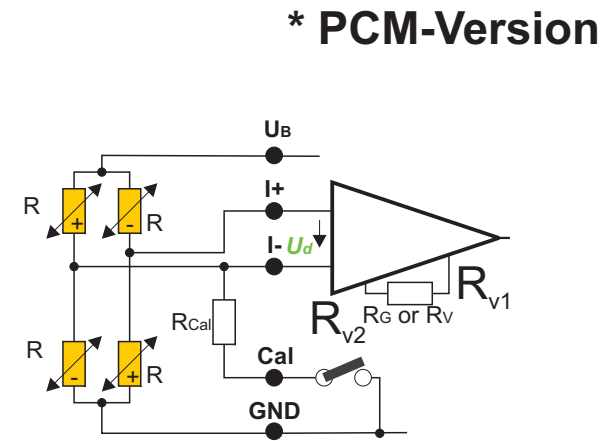 * PCM-Version
UB
I+
R
+
-
R
I- Ud
RCal
Rv2
RG or RV
Rv1
R
-
+
R
Cal
GND